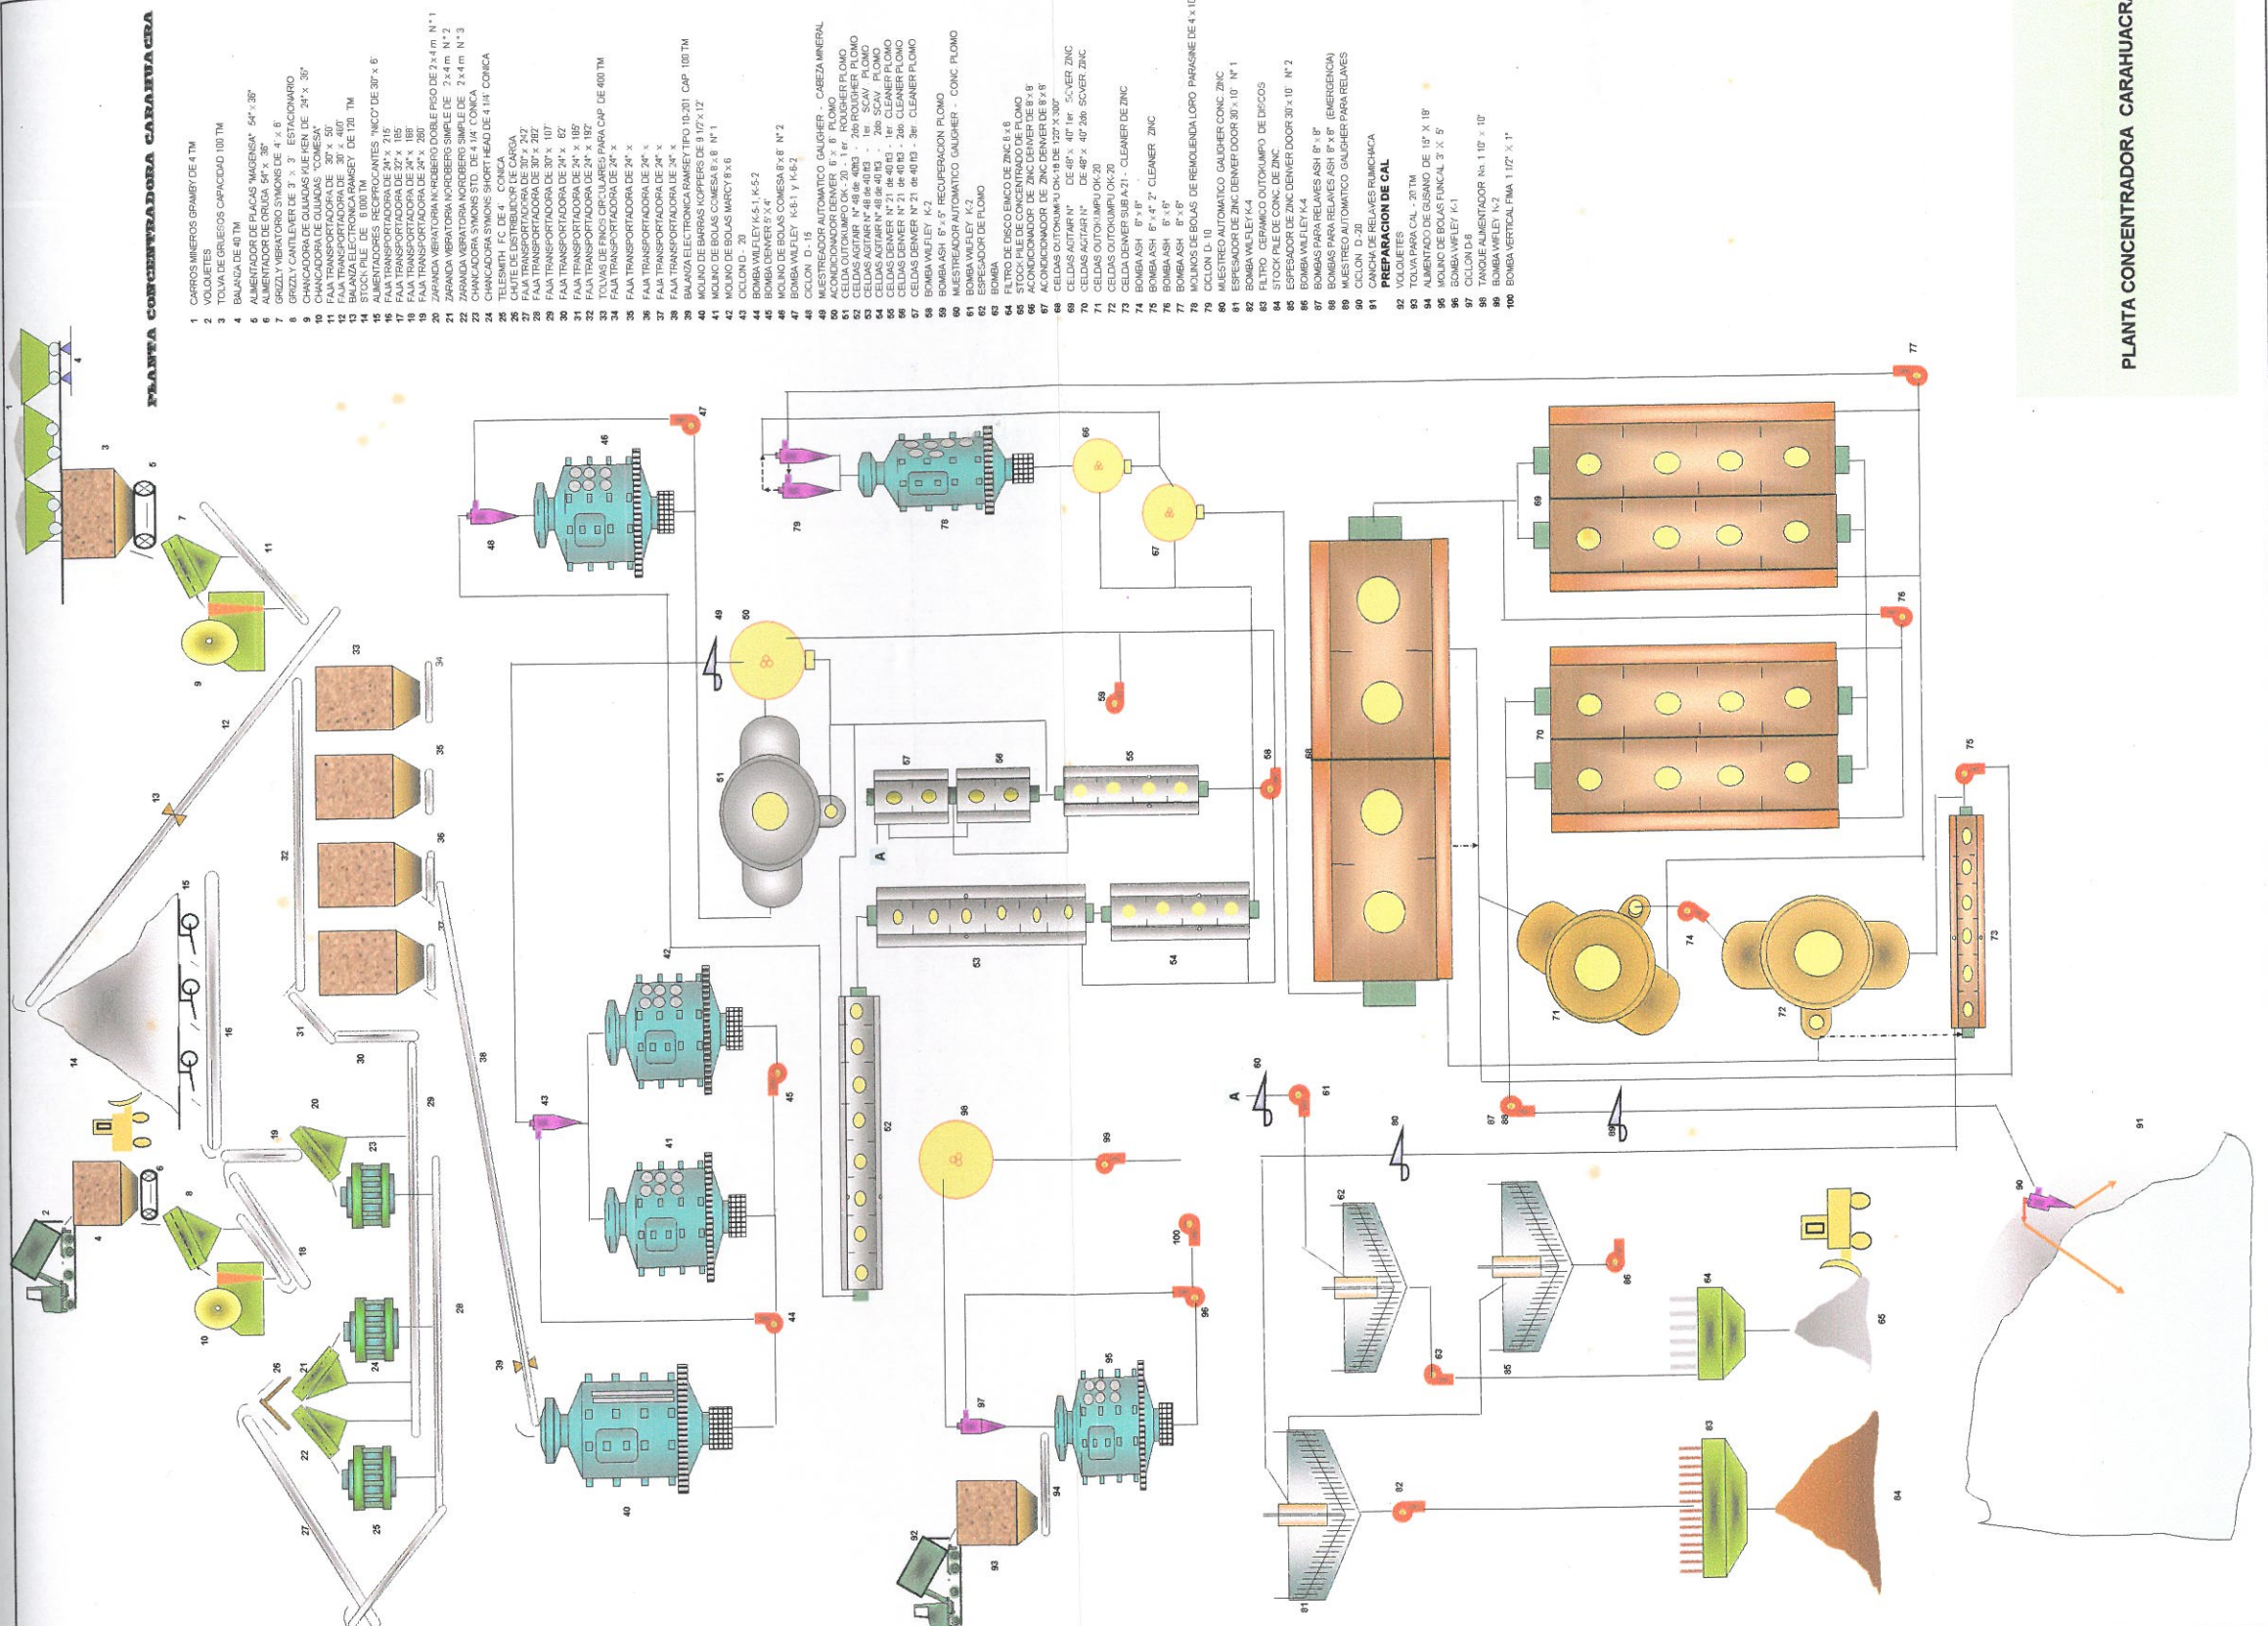 PLANTA CONCENTRADORA CARAHUACRA
1 CARROS MINEROS GRAMBY DE 4 TM
2 VOLQUETES
3 TOLVA DE GRUESOS CAPACIDAD 100 TM
4 BALANZA DE 40 TM
5 ALIMENTADOR DE PLACAS "MAGENSA" 54" x 36"
6 ALIMENTADOR DE ORUGA 54" x 36"
7 GRIZZLY VIBRATORIO SYMONS DE 4' x 6'
8 GRIZZLY CANTILEVER DE 3' x 3' ESTACIONARIO
9 CHANCADORA DE QUIJADAS KUE KEN DE 24" x 36"
10 CHANCADORA DE QUIJADAS "COMESA"
11 FAJA TRANSPORTADORA DE 30" x 50'
12 FAJA TRANSPORTADORA DE 30" x 460'
13 BALANZA ELECTRONICA RAMSEY DE 120 TM
14 STOCK PILE DE 6 000 TM
15 ALIMENTADORES RECIPROCANTES "NICO" DE 30" x 6'
16 FAJA TRANSPORTADORA DE 24" x 215'
17 FAJA TRANSPORTADORA DE 32" x 185'
18 FAJA TRANSPORTADORA DE 24" x 188'
19 FAJA TRANSPORTADORA DE 24" x 280'
20 ZARANDA VIBRATORIA NORDBERG DOBLE PISO DE 2 x 4 m N° 1
21 ZARANDA VIBRATORIA NORDBERG SIMPLE DE 2 x 4 m N° 2
22 ZARANDA VIBRATORIA NORDBERG SIMPLE DE 2 x 4 m N° 3
23 CHANCADORA SYMONS STD. DE 4 1/4' CONICA
24 CHANCADORA SYMONS SHORT HEAD DE 4 1/4' CONICA
25 TELESMITH FC DE 4' CONICA
26 CHUTE DE DISTRIBUIDOR DE CARGA
27 FAJA TRANSPORTADORA DE 30" x 242'
28 FAJA TRANSPORTADORA DE 30" x 282'
29 FAJA TRANSPORTADORA DE 30" x 107'
30 FAJA TRANSPORTADORA DE 24" x 62'
31 FAJA TRANSPORTADORA DE 24" x 185'
32 FAJA TRANSPORTADORA DE 24" x 192'
33 TOLVAS DE FINOS CIRCULARES PARA CAP. DE 400 TM
34 FAJA TRANSPORTADORA DE 24" x
35 FAJA TRANSPORTADORA DE 24" x
36 FAJA TRANSPORTADORA DE 24" x
37 FAJA TRANSPORTADORA DE 24" x
38 FAJA TRANSPORTADORA DE 24" x
39 BALANZA ELECTRONICA RAMSEY TIPO 10-201 CAP 100 TM
40 MOLINO DE BARRAS KOPPERS DE 9 1/2' x 12'
41 MOLINO DE BOLAS COMESA 8' x 8' N° 1
42 MOLINO DE BOLAS MARCY 8' x 6'
43 CICLON D - 20
44 BOMBA WILFLEY K-5-1, K-5-2
45 BOMBA DENVER 5' X 4'
46 MOLINO DE BOLAS COMESA 8' x 8' N° 2
47 BOMBA WILFLEY K-6-1 y K-6-2
48 CICLON D - 15
49 MUESTREADOR AUTOMATICO GALIGHER - CABEZA MINERAL
50 ACONDICIONADOR DENVER 6' x 6' PLOMO
51 CELDA OUTOKUMPO OK - 20 - 1 er ROUGHER PLOMO
52 CELDAS AGITAIR N° 48 de 40ft3 - 2do ROUGHER PLOMO
53 CELDAS AGITAIR N° 48 de 40 ft3 - 1er. SCAV PLOMO
54 CELDAS AGITAIR N° 48 de 40 ft3 - 2do SCAV PLOMO
55 CELDAS DENVER N° 21 de 40 ft3 - 1er CLEANER PLOMO
56 CELDAS DENVER N° 21 de 40 ft3 - 2do CLEANER PLOMO
57 CELDAS DENVER N° 21 de 40 ft3 - 3er CLEANER PLOMO
58 BOMBA WILFLEY K-2
59 BOMBA ASH 5" x 5" RECUPERACION PLOMO
60 MUESTREADOR AUTOMATICO GALIGHER - CONC. PLOMO
61 BOMBA WILFLEY K-2
62 ESPESADOR DE PLOMO
63 BOMBA
64 FILTRO DE DISCO EIMCO DE ZINC 6 x 6
65 STOCK PILE DE CONCENTRADO DE PLOMO
66 ACONDICIONADOR DE ZINC DENVER DE 8' x 8'
67 ACONDICIONADOR DE ZINC DENVER DE 8' x 8'
68 CELDAS OUTOKUMPU OK-16 DE 120" X 300"
69 CELDAS AGITAIR N° DE 48" x 40" 1er. SCVER. ZINC
70 CELDAS AGITAIR N° DE 48" x 40" 2do SCVER. ZINC
71 CELDAS OUTOKUMPU OK-20
72 CELDAS OUTOKUMPU OK-20
73 CELDA DENVER SUB A-21 - CLEANER DE ZINC
74 BOMBA ASH 8" x 8"
75 BOMBA ASH 6" x 4" 2" CLEANER ZINC
76 BOMBA ASH 6" x 6"
77 BOMBA ASH 8" x 6"
78 MOLINOS DE BOLAS DE REMOLIENDA LORO PARASINE DE 4' x 10'
79 CICLON D- 10
80 MUESTREO AUTOMATICO GALIGHER CONC. ZINC
81 ESPESADOR DE ZINC DENVER DOOR 30' x 10' N° 1
82 BOMBA WILFLEY K-4
83 FILTRO CERAMICO OUTOKUMPO DE DISCOS
84 STOCK PILE DE CONC. DE ZINC
85 ESPESADOR DE ZINC DENVER DOOR 30' x 10' N° 2
86 BOMBA WILFLEY K-4
87 BOMBAS PARA RELAVES ASH 8" x 8"
88 BOMBAS PARA RELAVES ASH 8" x 8" (EMERGENCIA)
89 MUESTREO AUTOMATICO GALIGHER PARA RELAVES
90 CICLON D - 20
91 CANCHA DE RELAVES RUMICHACA
PREPARACION DE CAL
92 VOLQUETES
93 TOLVA PARA CAL - 20 TM
94 ALIMENTADO DE GUSANO DE 15" X 18'
95 MOLINO DE BOLAS FUNCAL 3' X 5'
96 BOMBA WIFLEY K-1
97 CICLON D-6
98 TANQUE ALIMENTADOR No. 1 10' x 10'
99 BOMBA WIFLEY K-2
100 BOMBA VERTICAL FIMA 1 1/2" X 1"
PLANTA CONCENTRADORA CARAHUACRA